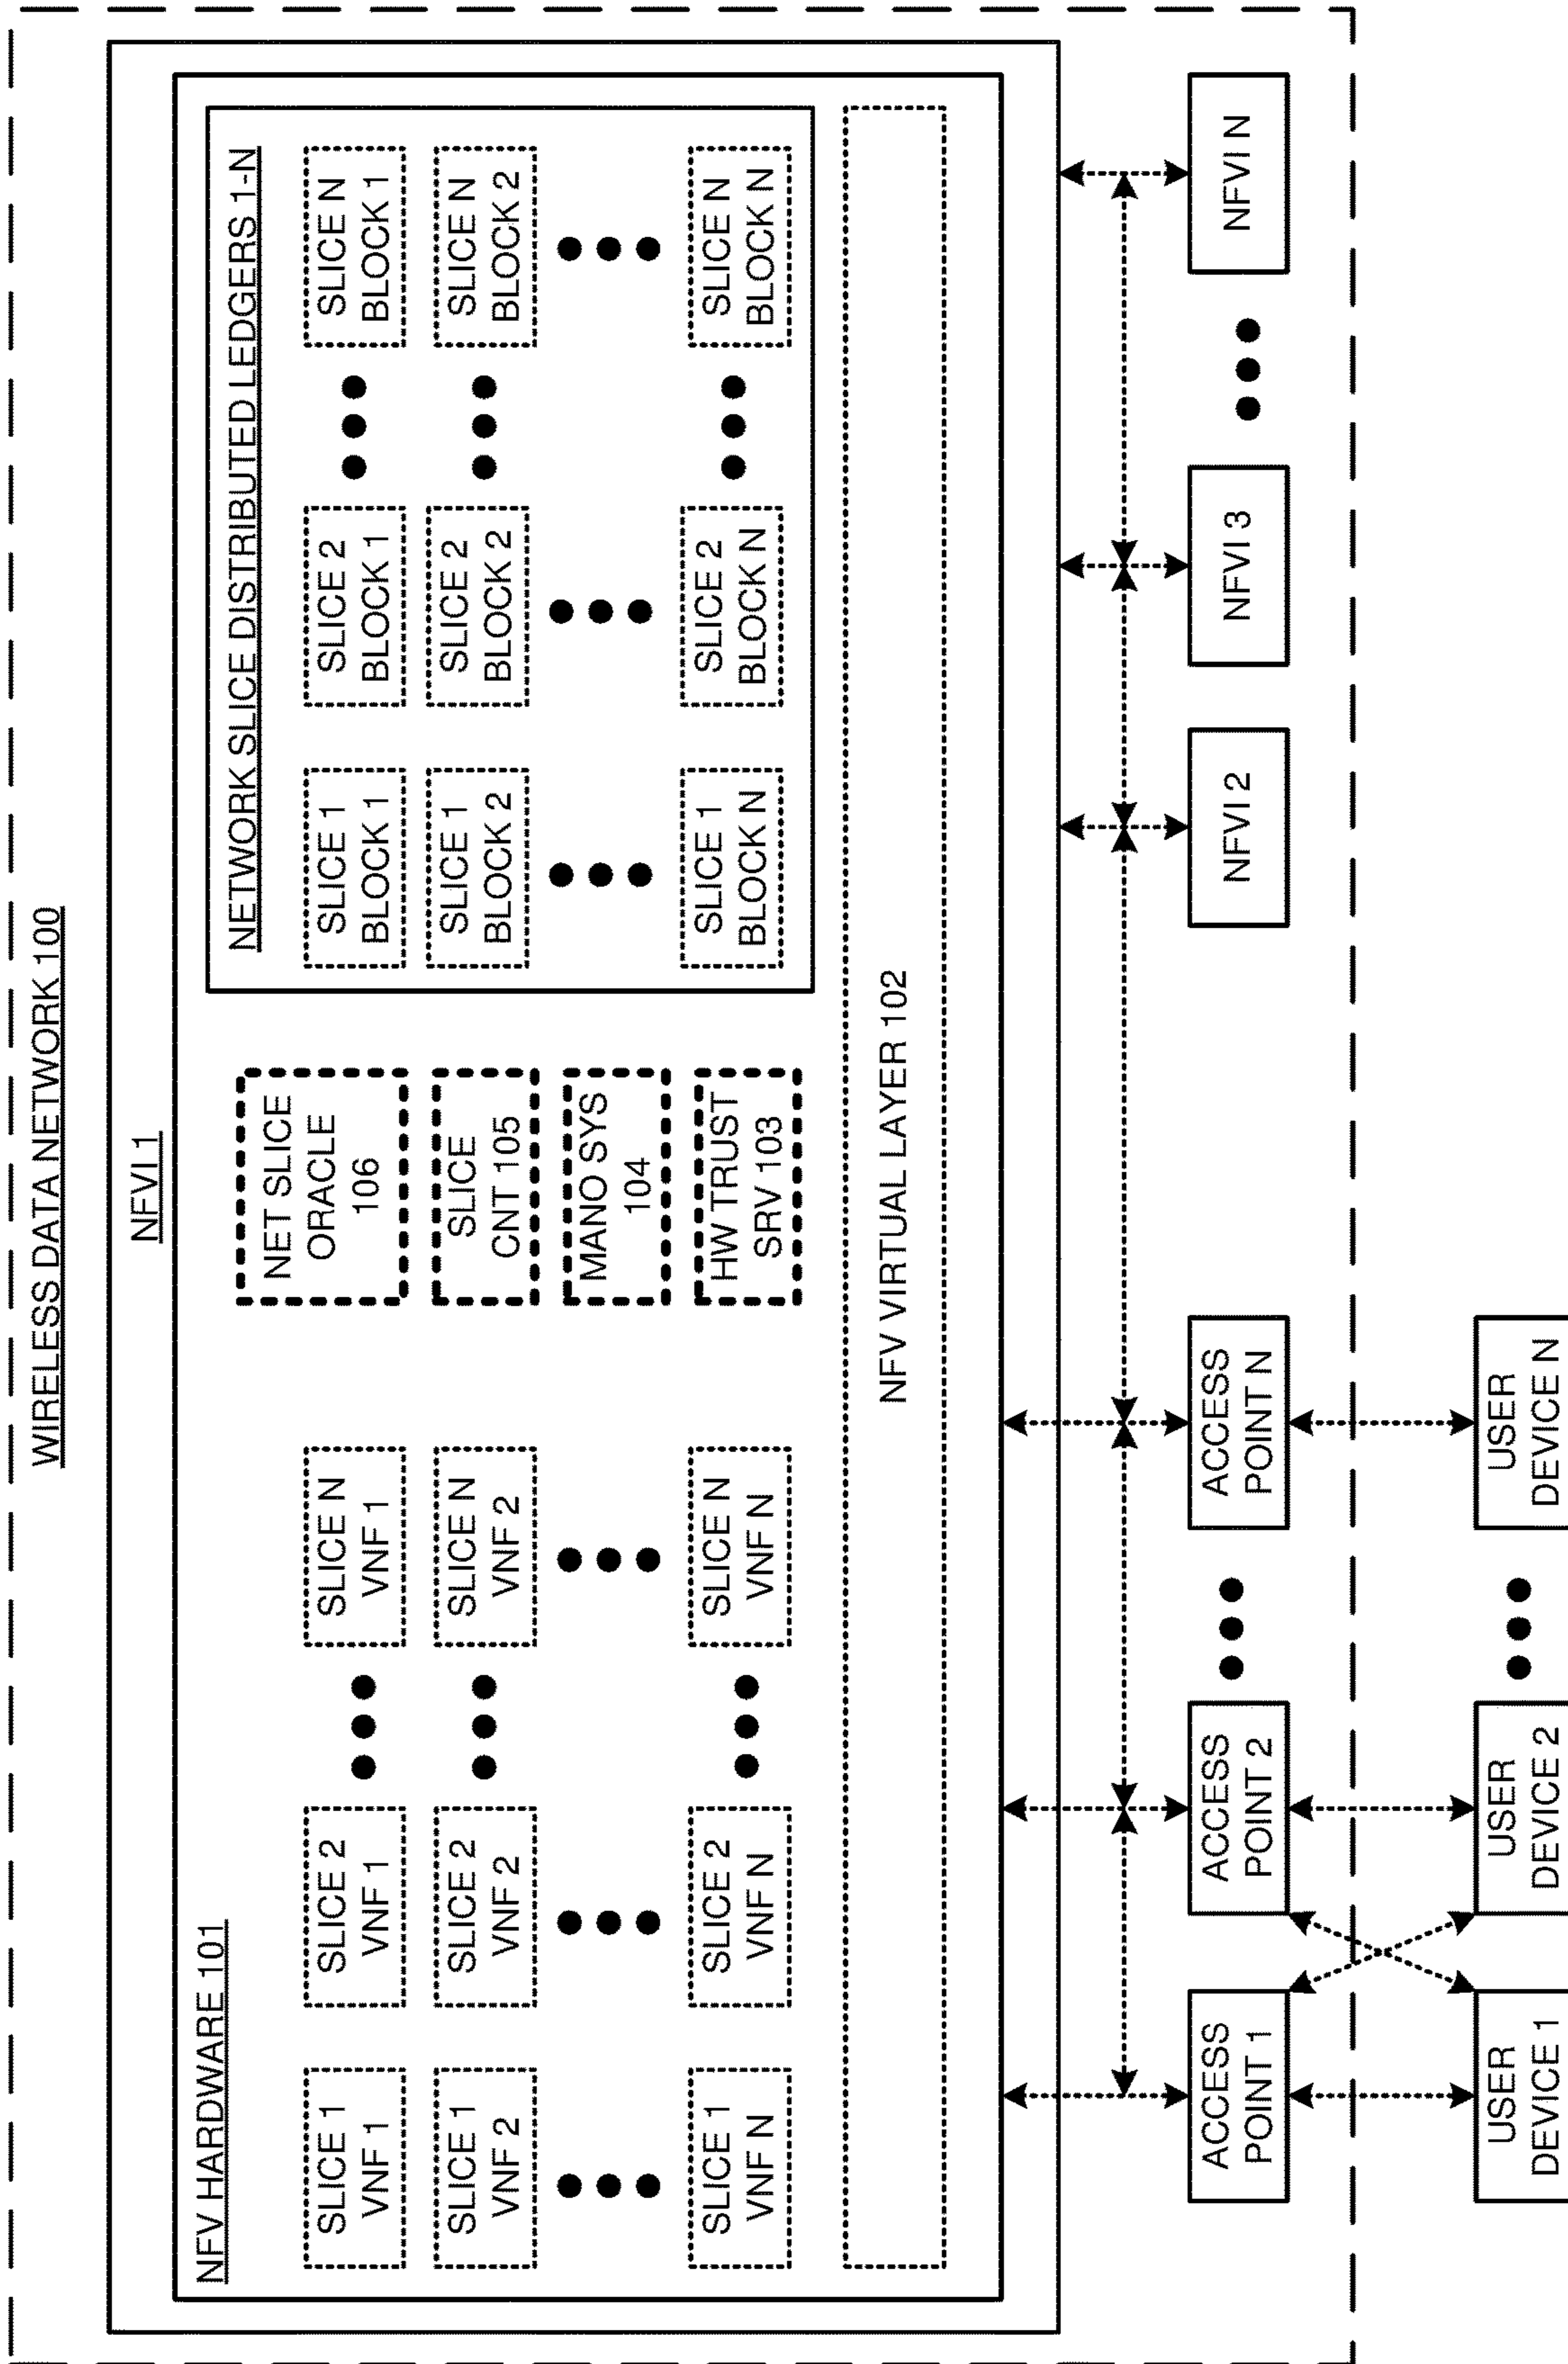 WIRELESS DATA NETWORK 100
NFVI 1
NFV HARDWARE 101
SLICE 1
VNF 1
SLICE 2
VNF 1
SLICE N
VNF 1
SLICE 1
VNF 2
SLICE 2
VNF 2
SLICE N
VNF 2
SLICE 1
VNF N
SLICE 2
VNF N
SLICE N
VNF N
NET SLICE
ORACLE
106
SLICE
CNT 105
MANO SYS
104
HW TRUST
SRV 103
NETWORK SLICE DISTRIBUTED LEDGERS 1-N
SLICE 1
BLOCK 1
SLICE 2
BLOCK 1
SLICE N
BLOCK 1
SLICE 1
BLOCK 2
SLICE 2
BLOCK 2
SLICE N
BLOCK 2
SLICE 1
BLOCK N
SLICE 2
BLOCK N
SLICE N
BLOCK N
NFV VIRTUAL LAYER 102
ACCESS
POINT 1
ACCESS
POINT 2
ACCESS
POINT N
NFVI 2
NFVI 3
NFVI N
USER
DEVICE 1
USER
DEVICE 2
USER
DEVICE N